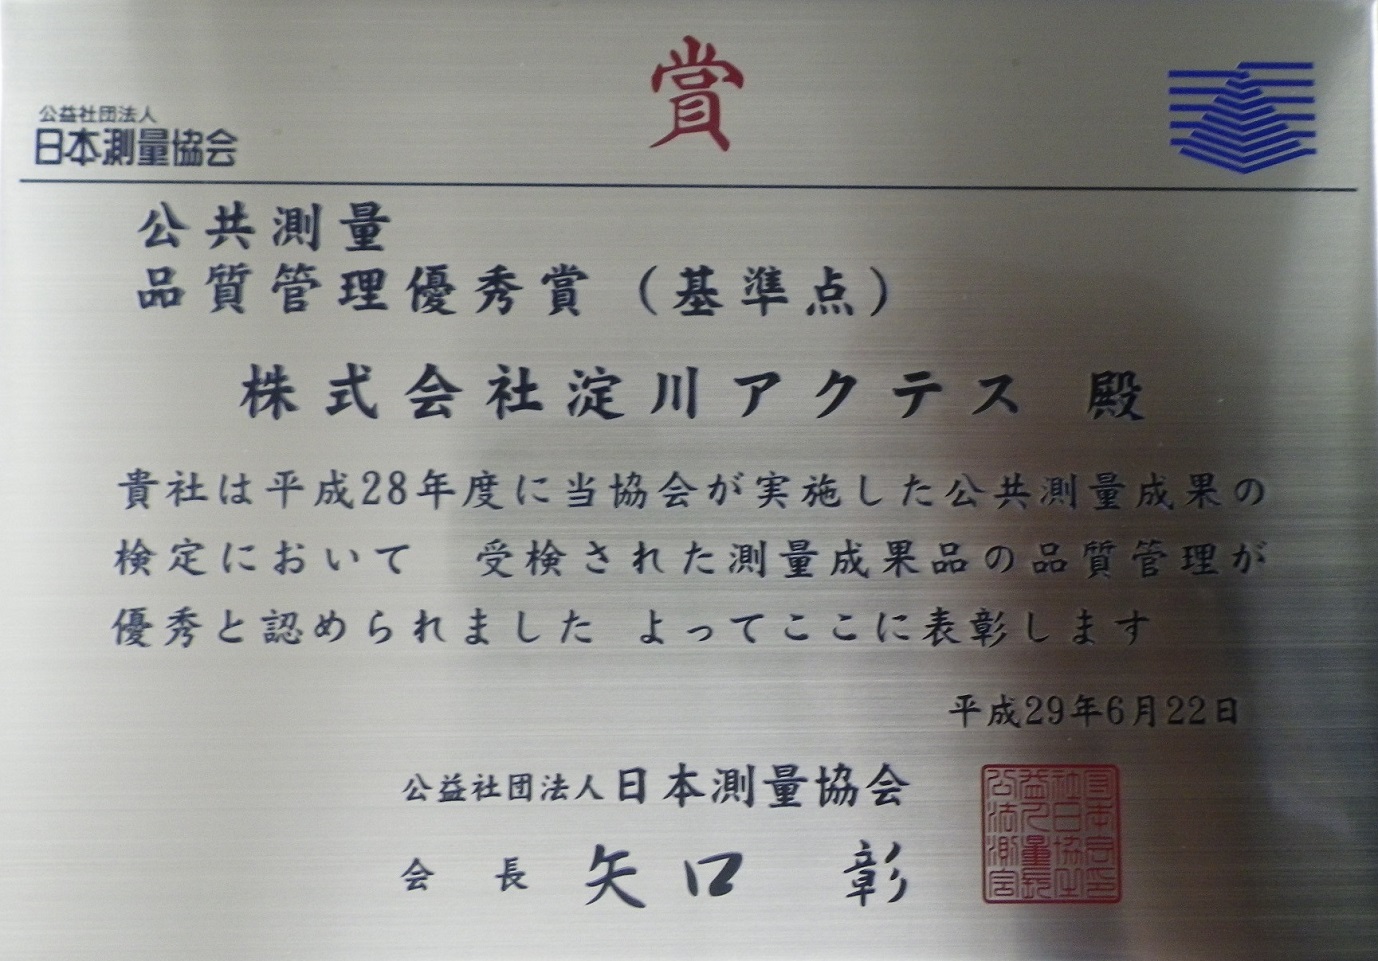 賞
公益社団法人
日本測量協会
公共測量
品質管理優秀賞（基準点）
株式会社淀川アクテス 殿
貴社は平成28年度に当協会が実施した公共測量成果の
検定において　受検された測量成果品の品質管理が
優秀と認められました よってここに表彰します
平成29年6月22日
公益社団法人日本測量協会
会 長 矢口 彰